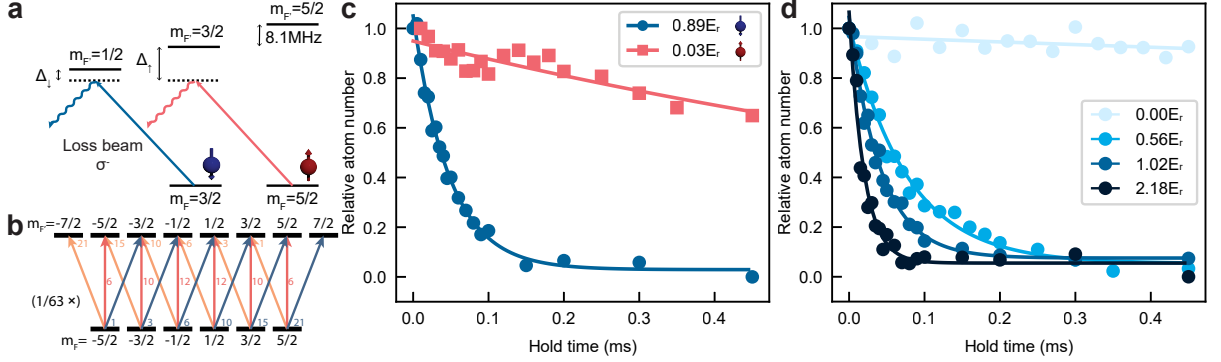 a
m_F'=5/2
8.1MHz
m_F'=3/2
m_F'=1/2
Δ↓
Δ↑
Loss beam
σ-
m_F=3/2
m_F=5/2
b
m_F'=-7/2 -5/2 -3/2 -1/2 1/2 3/2 5/2 7/2
21 15 10 6 3 1
(1/63 ×)
6 10 12 12 10 6
1 3 6 10 15 21
m_F= -5/2 -3/2 -1/2 1/2 3/2 5/2
c
Relative atom number
1.0
0.8
0.6
0.4
0.2
0.0
0.89E_r
0.03E_r
0.0 0.1 0.2 0.3 0.4
Hold time (ms)
d
Relative atom number
1.0
0.8
0.6
0.4
0.2
0.0
0.00E_r
0.56E_r
1.02E_r
2.18E_r
0.0 0.1 0.2 0.3 0.4
Hold time (ms)